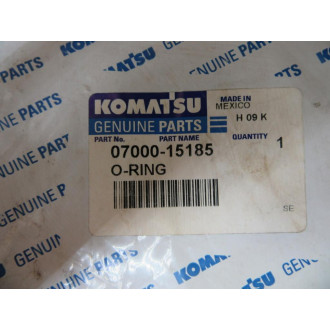 KOMATSU
GENUINE PARTS
MADE IN
MEXICO
H 09 K
PART No.
PART NAME
QUANTITY
07000-15185
1
O-RING
SE
GENUINE PARTS
KOMATSU
GENUINE PARTS
KOMATSU
GENUINE PARTS
KOMATSU
GENUINE PARTS